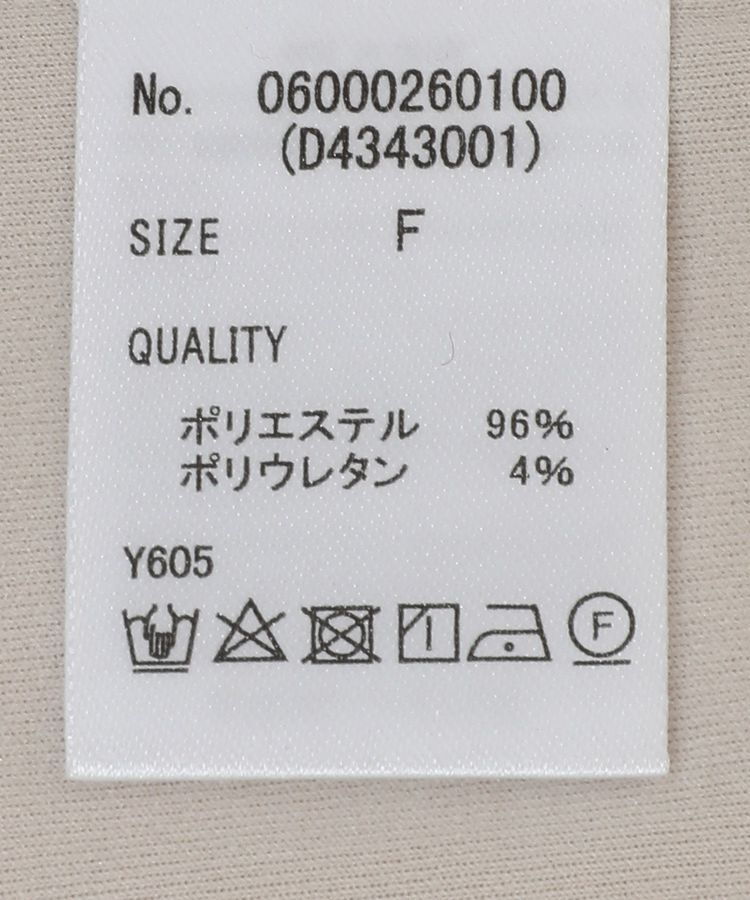 No. 06000260100
(D4343001)
SIZE F
QUALITY
ポリエステル 96%
ポリウレタン 4%
Y605
F